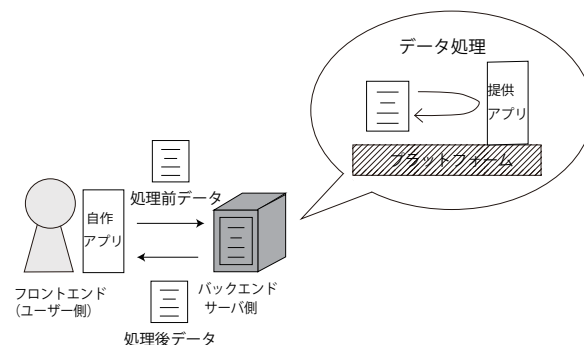 データ処理
提供
アプリ
プラットフォーム
処理前データ
自作
アプリ
フロントエンド
(ユーザー側)
バックエンド
サーバ側
処理後データ